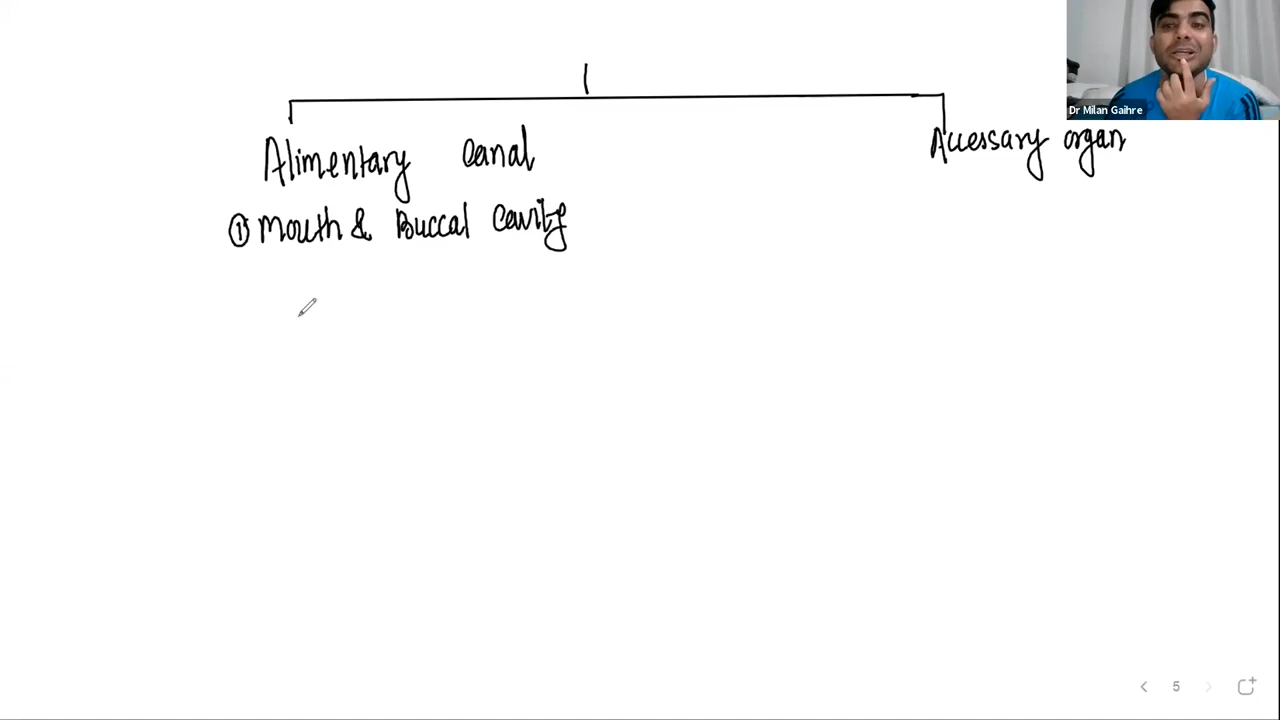 Dr Milan Gaihre
Alimentary canal
Accessary organ
① Mouth & Buccal Cavity
5